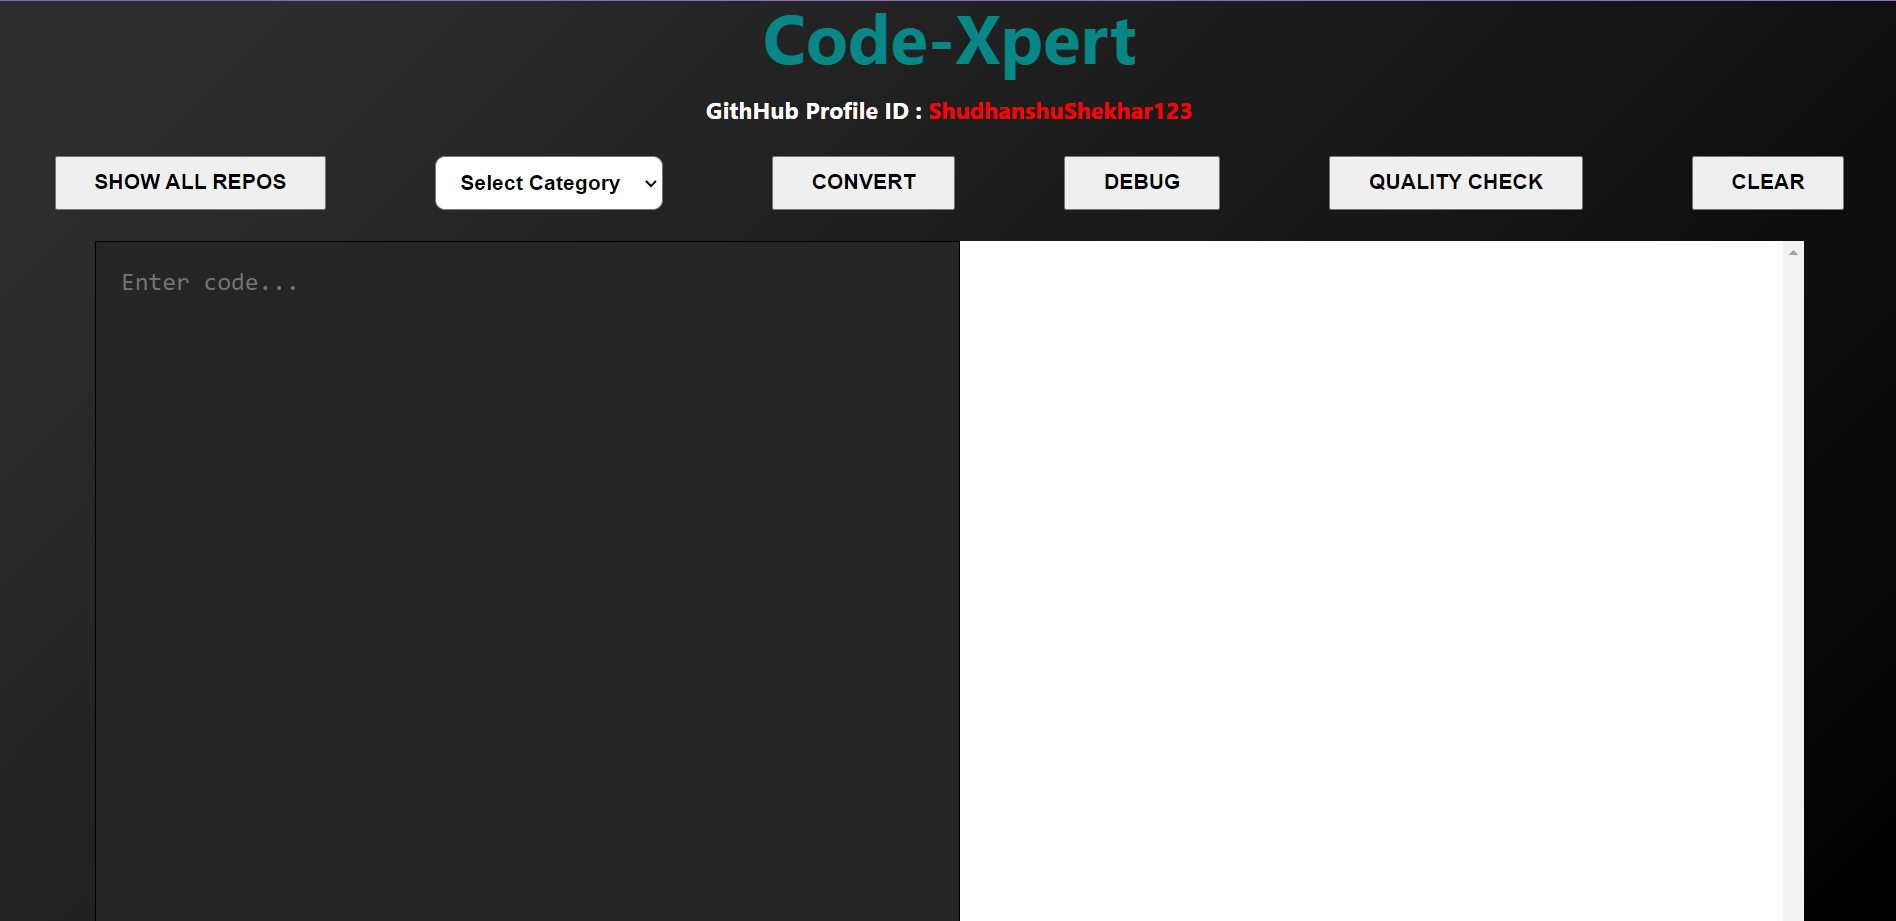 Code-Xpert
GithHub Profile ID : ShudhanshuShekhar123
SHOW ALL REPOS Select Category CONVERT DEBUG QUALITY CHECK CLEAR
Enter code...